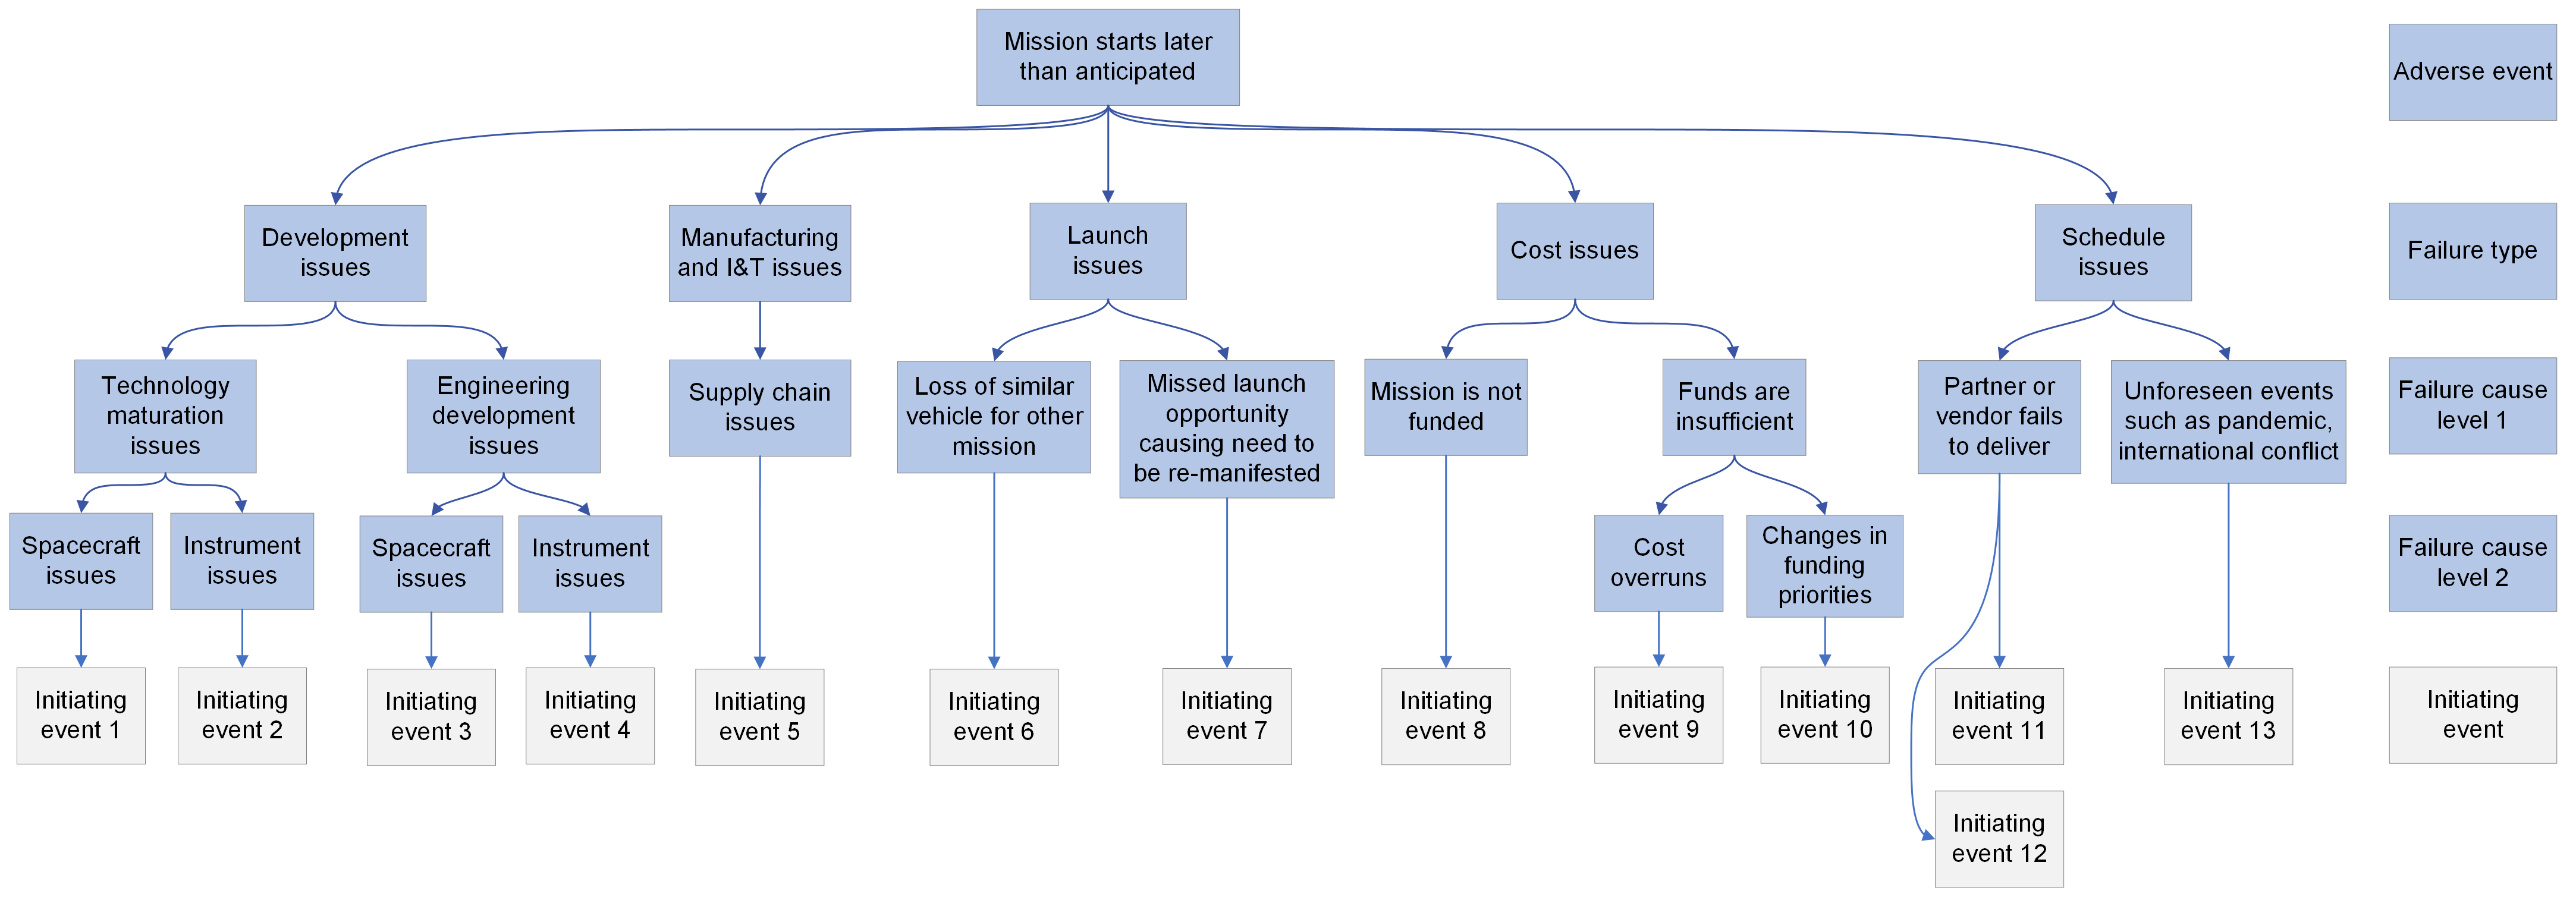 Mission starts later
than anticipated
Adverse event
Development
issues
Manufacturing
and I&T issues
Launch
issues
Cost issues
Schedule
issues
Failure type
Technology
maturation
issues
Engineering
development
issues
Supply chain
issues
Loss of similar
vehicle for other
mission
Missed launch
opportunity
causing need to
be re-manifested
Mission is not
funded
Funds are
insufficient
Partner or
vendor fails
to deliver
Unforeseen events
such as pandemic,
international conflict
Failure cause
level 1
Spacecraft
issues
Instrument
issues
Spacecraft
issues
Instrument
issues
Cost
overruns
Changes in
funding
priorities
Failure cause
level 2
Initiating
event 1
Initiating
event 2
Initiating
event 3
Initiating
event 4
Initiating
event 5
Initiating
event 6
Initiating
event 7
Initiating
event 8
Initiating
event 9
Initiating
event 10
Initiating
event 11
Initiating
event 13
Initiating
event
Initiating
event 12